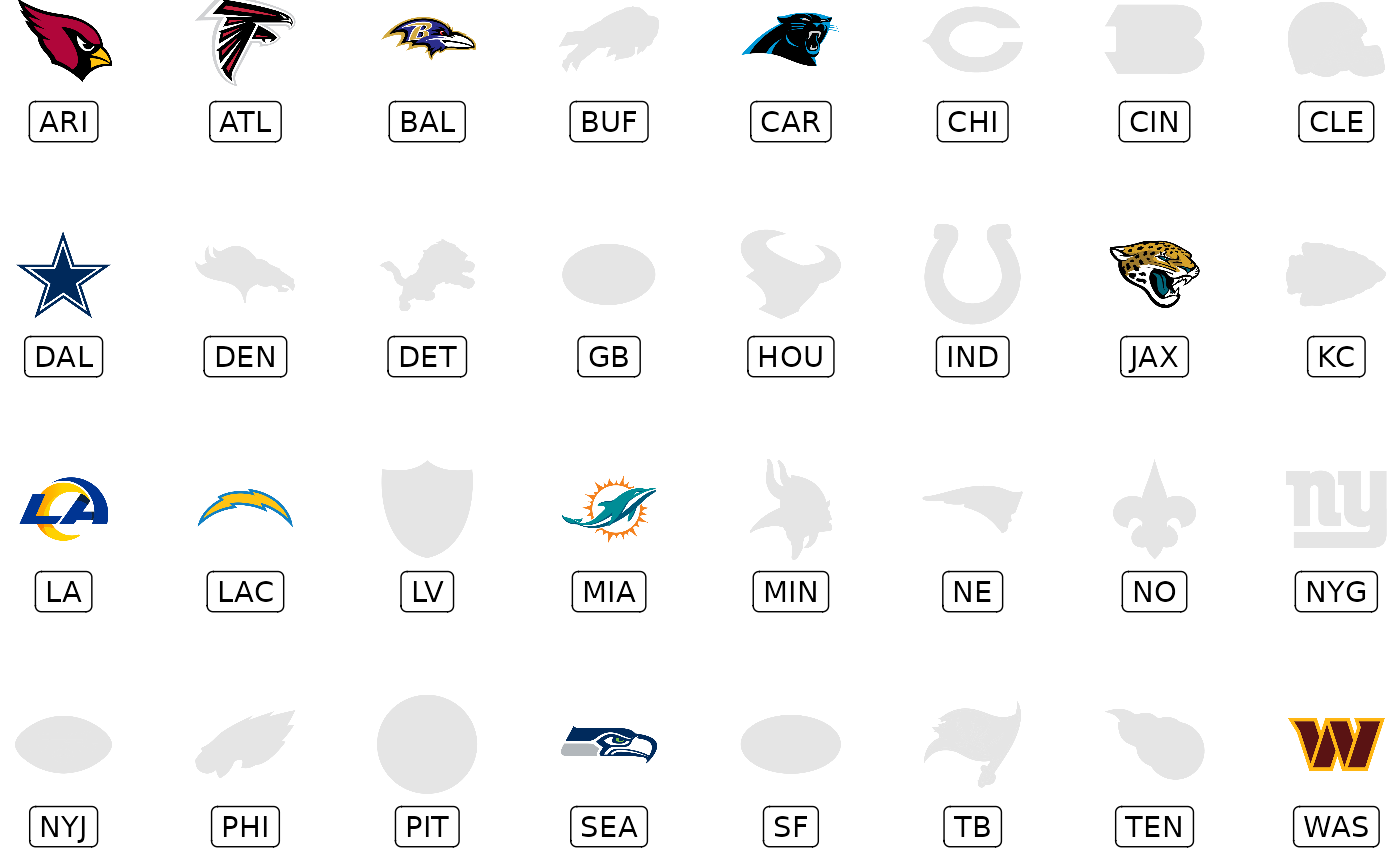 ARI ATL BAL BUF CAR CHI CIN CLE
DAL DEN DET GB HOU IND JAX KC
LA
LA LAC LV MIA MIN NE NO NYG
NYJ PHI PIT SEA SF TB TEN WAS